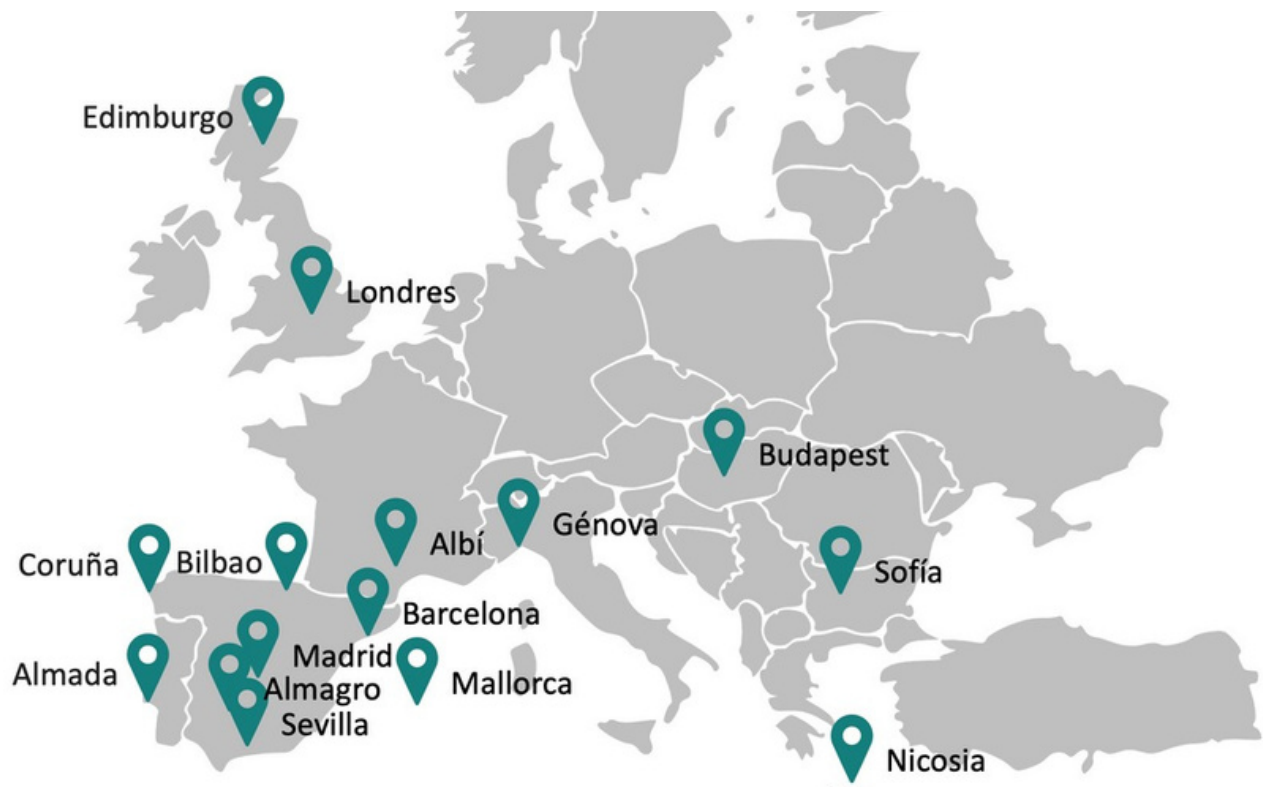 Edimburgo
Londres
Budapest
Génova
Albí
Coruña
Bilbao
Sofía
Barcelona
Madrid
Almada
Mallorca
Almagro
Sevilla
Nicosia